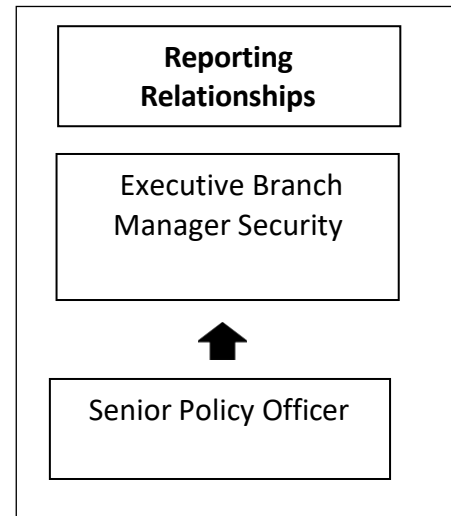 Reporting
Relationships
Executive Branch
Manager Security
Senior Policy Officer